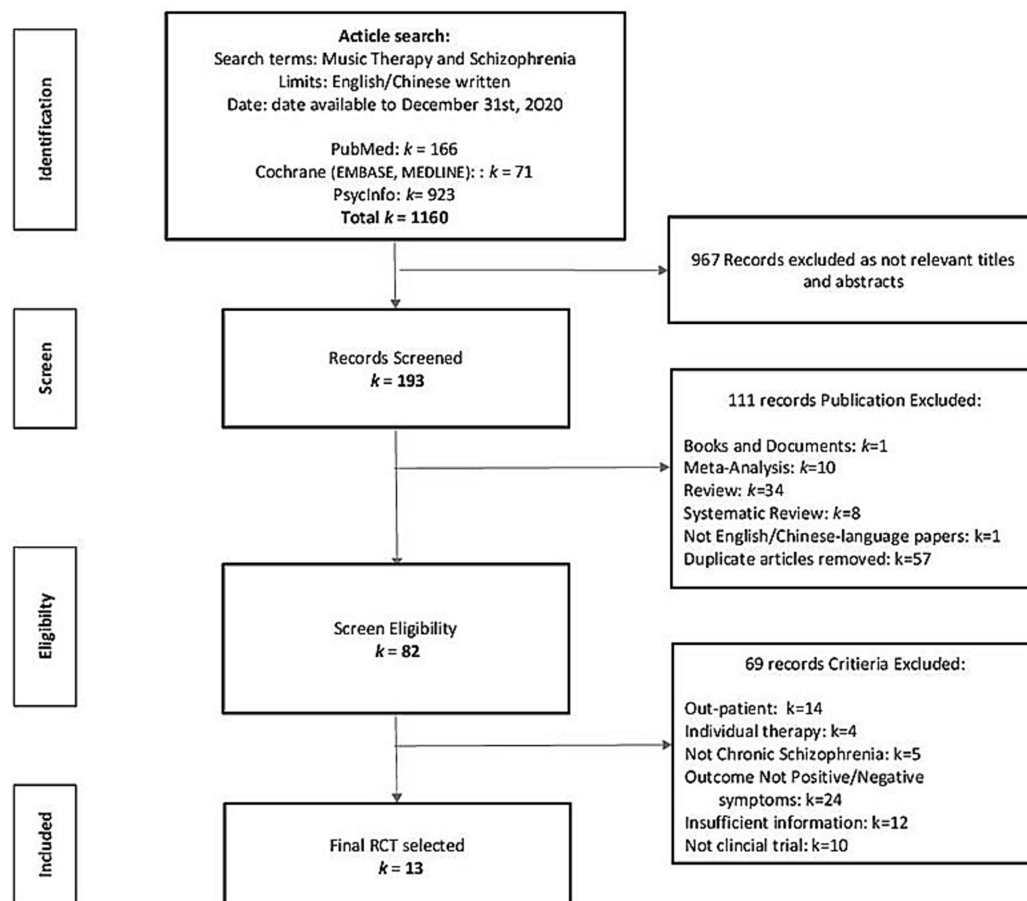 Identification
Acticle search:
Search terms: Music Therapy and Schizophrenia
Limits: English/Chinese written
Date: date available to December 31st, 2020
PubMed: k = 166
Cochrane (EMBASE, MEDLINE): : k = 71
PsycInfo: k= 923
Total k = 1160
967 Records excluded as not relevant titles
and abstracts
Screen
Records Screened
k = 193
111 records Publication Excluded:
Books and Documents: k=1
Meta-Analysis: k=10
Review: k=34
Systematic Review: k=8
Not English/Chinese-language papers: k=1
Duplicate articles removed: k=57
Eligibilty
Screen Eligibility
k = 82
69 records Critieria Excluded:
Out-patient: k=14
Individual therapy: k=4
Not Chronic Schizophrenia: k=5
Outcome Not Positive/Negative
symptoms: k=24
Insufficient information: k=12
Not clincial trial: k=10
Included
Final RCT selected
k = 13